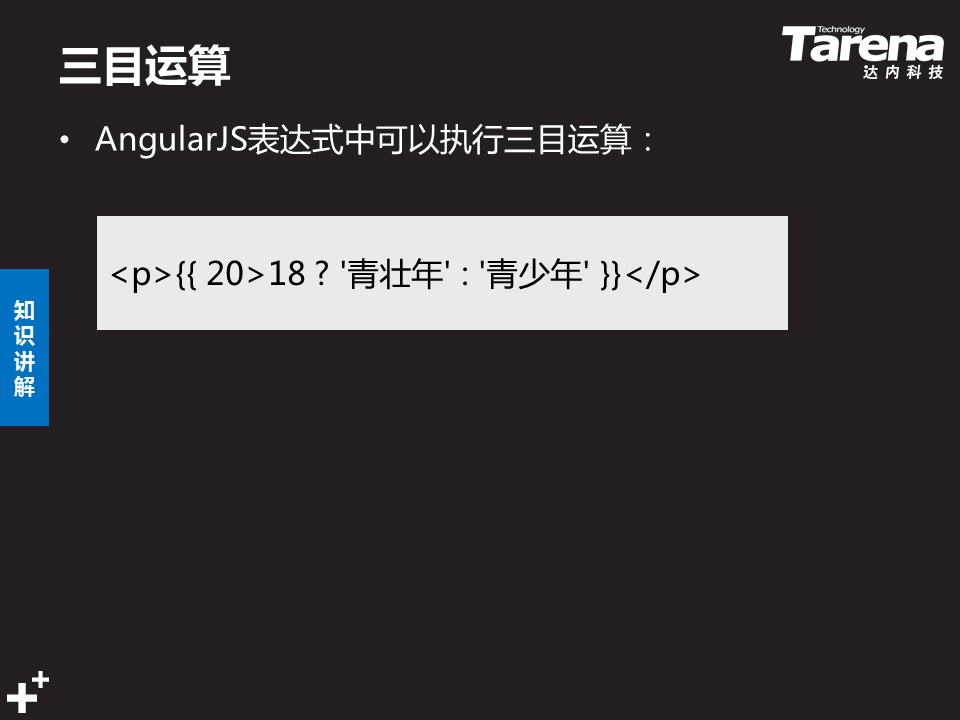 三目运算
Technology
Tarena
达内科技
• AngularJS表达式中可以执行三目运算：
<p>{{ 20>18 ? '青壮年' : '青少年' }}</p>
知
识
讲
解